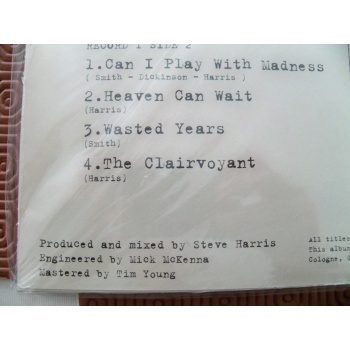 RECORD 1 SIDE 2
1.Can I Play With Madness
( Smith - Dickinson - Harris )
2.Heaven Can Wait
(Harris)
3.Wasted Years
(Smith)
4.The Clairvoyant
(Harris)
Produced and mixed by Steve Harris
Engineered by Mick McKenna
Mastered by Tim Young
All titles
This album
Cologne,